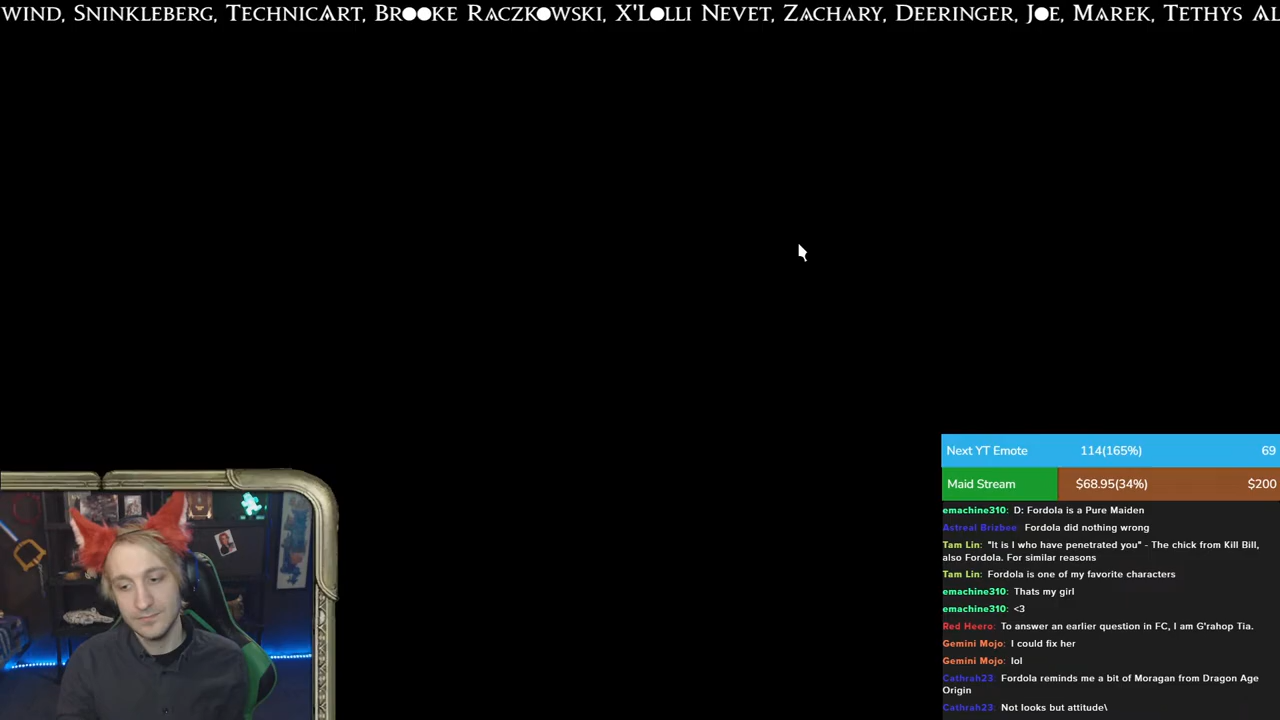 WIND, SNINKLEBERG, TECHNICART, BROOKE RACZKOWSKI, X'LOLLI NEVET, ZACHARY, DEERINGER, JOE, MAREK, TETHYS AL
Next YT Emote 114(165%) 69
Maid Stream $68.95(34%) $200
emachine310: D: Fordola is a Pure Maiden
Astreal Brizbee: Fordola did nothing wrong
Tam Lin: "It is I who have penetrated you" - The chick from Kill Bill,
also Fordola. For similar reasons
Tam Lin: Fordola is one of my favorite characters
emachine310: Thats my girl
emachine310: <3
Red Heero: To answer an earlier question in FC, I am G'rahop Tia.
Gemini Mojo: I could fix her
Gemini Mojo: lol
Cathrah23: Fordola reminds me a bit of Moragan from Dragon Age
Origin
Cathrah23: Not looks but attitude\